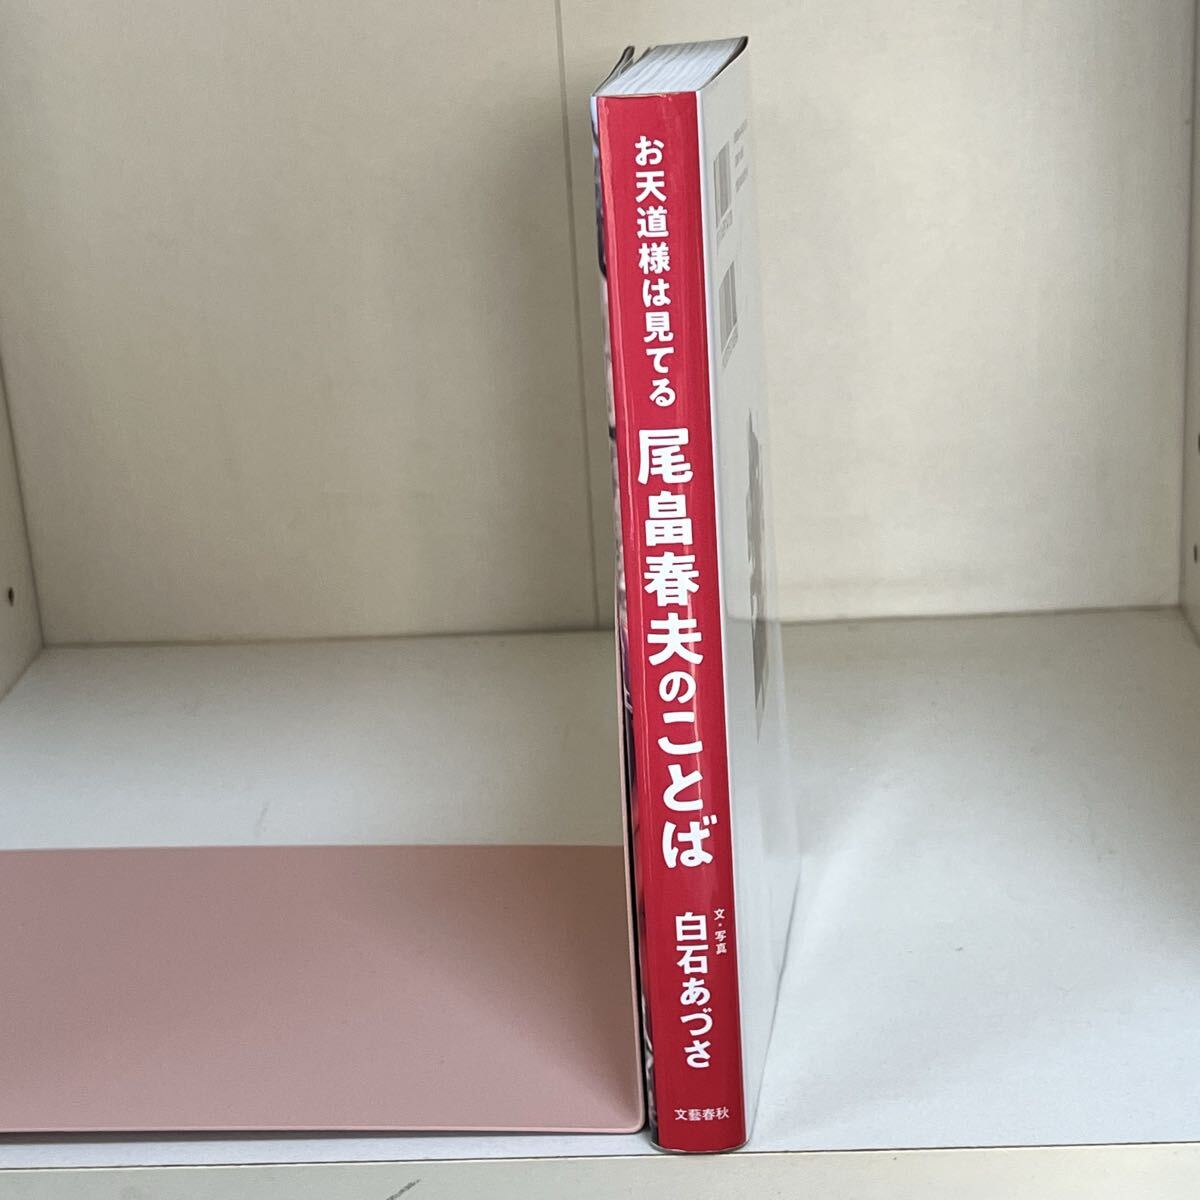 お天道様は見てる
尾畠春夫のことば
文・写真
白石あづさ
文藝春秋